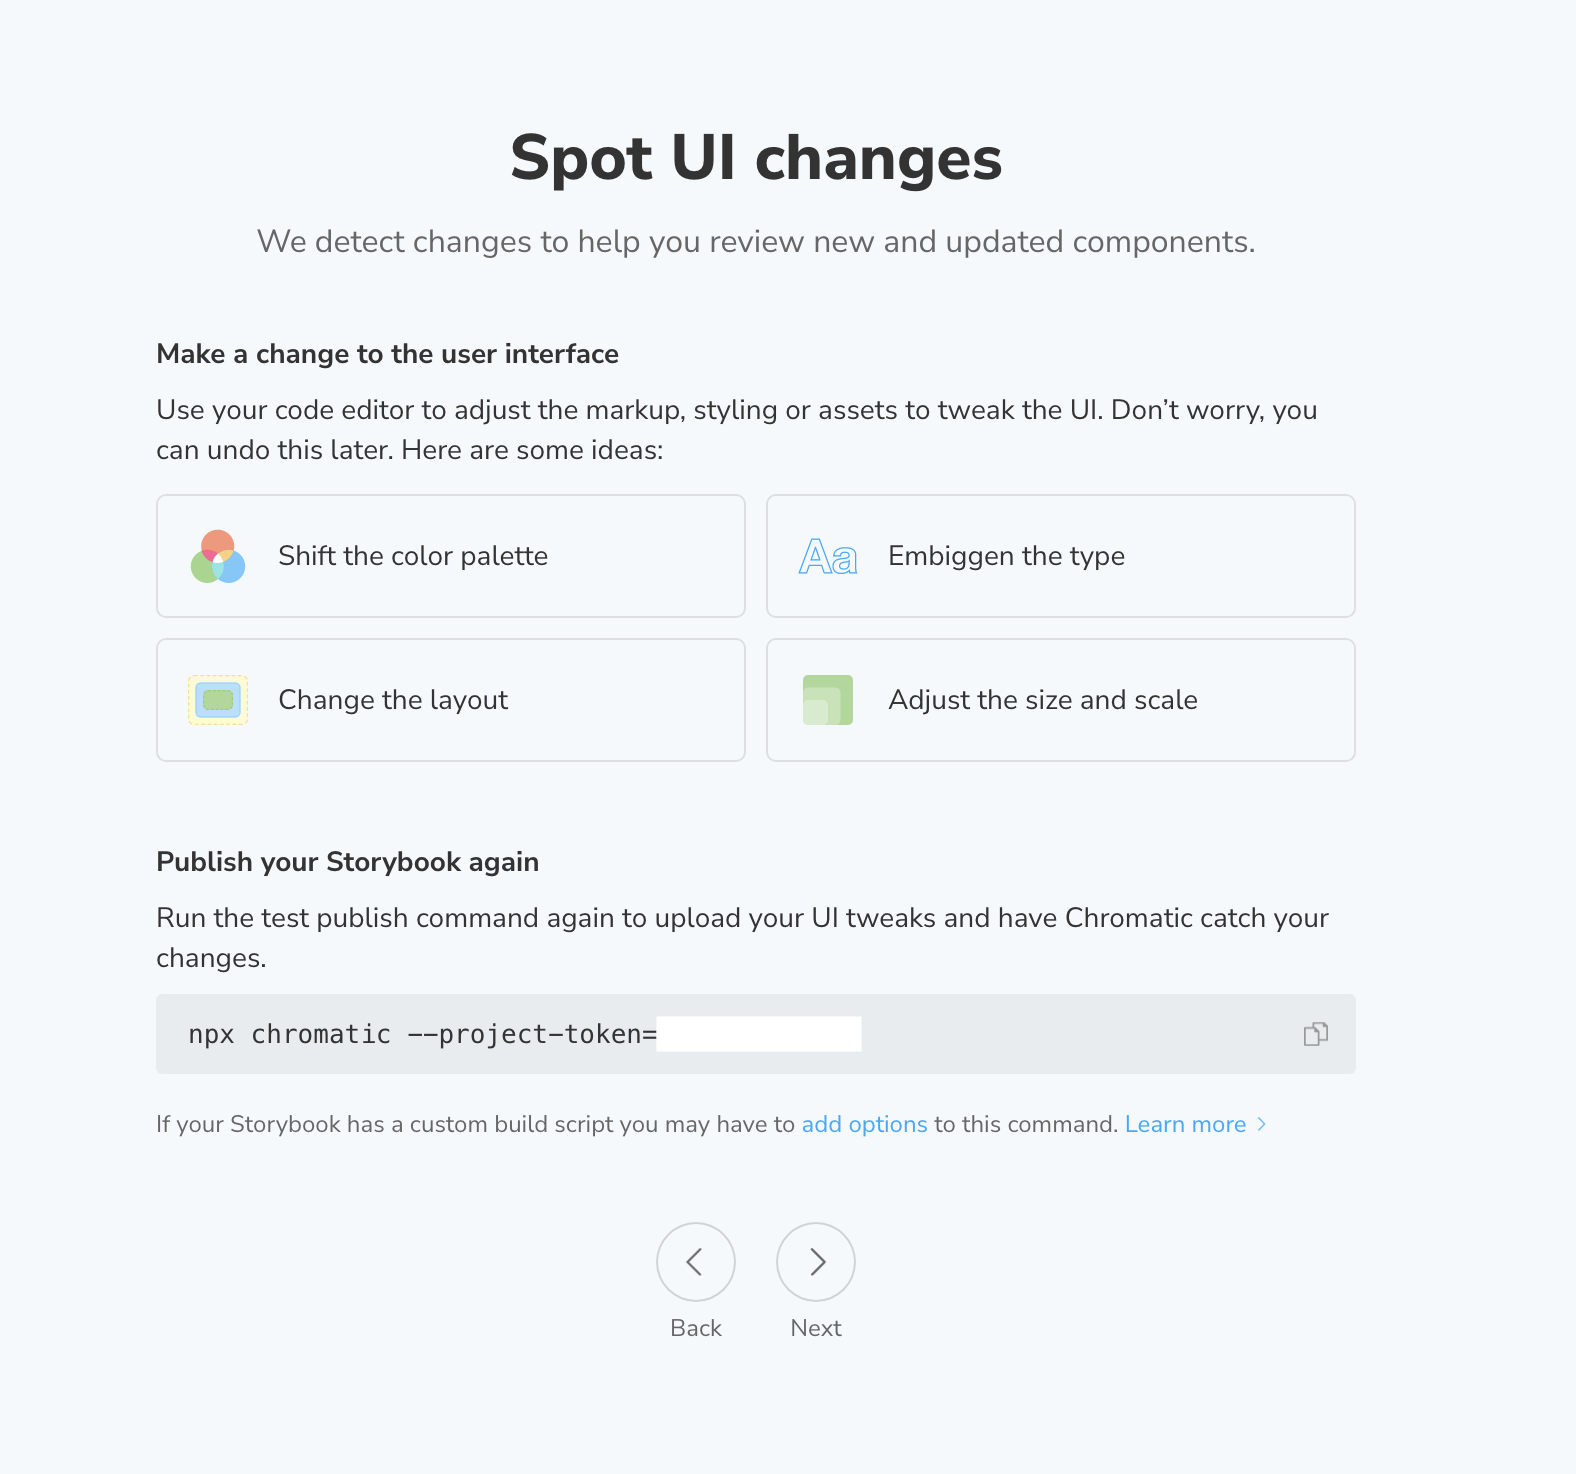 Spot UI changes
We detect changes to help you review new and updated components.
Make a change to the user interface
Use your code editor to adjust the markup, styling or assets to tweak the UI. Don’t worry, you
can undo this later. Here are some ideas:
Shift the color palette
Aa
Embiggen the type
Change the layout
Adjust the size and scale
Publish your Storybook again
Run the test publish command again to upload your UI tweaks and have Chromatic catch your
changes.
npx chromatic --project-token=
If your Storybook has a custom build script you may have to add options to this command. Learn more
Back
Next